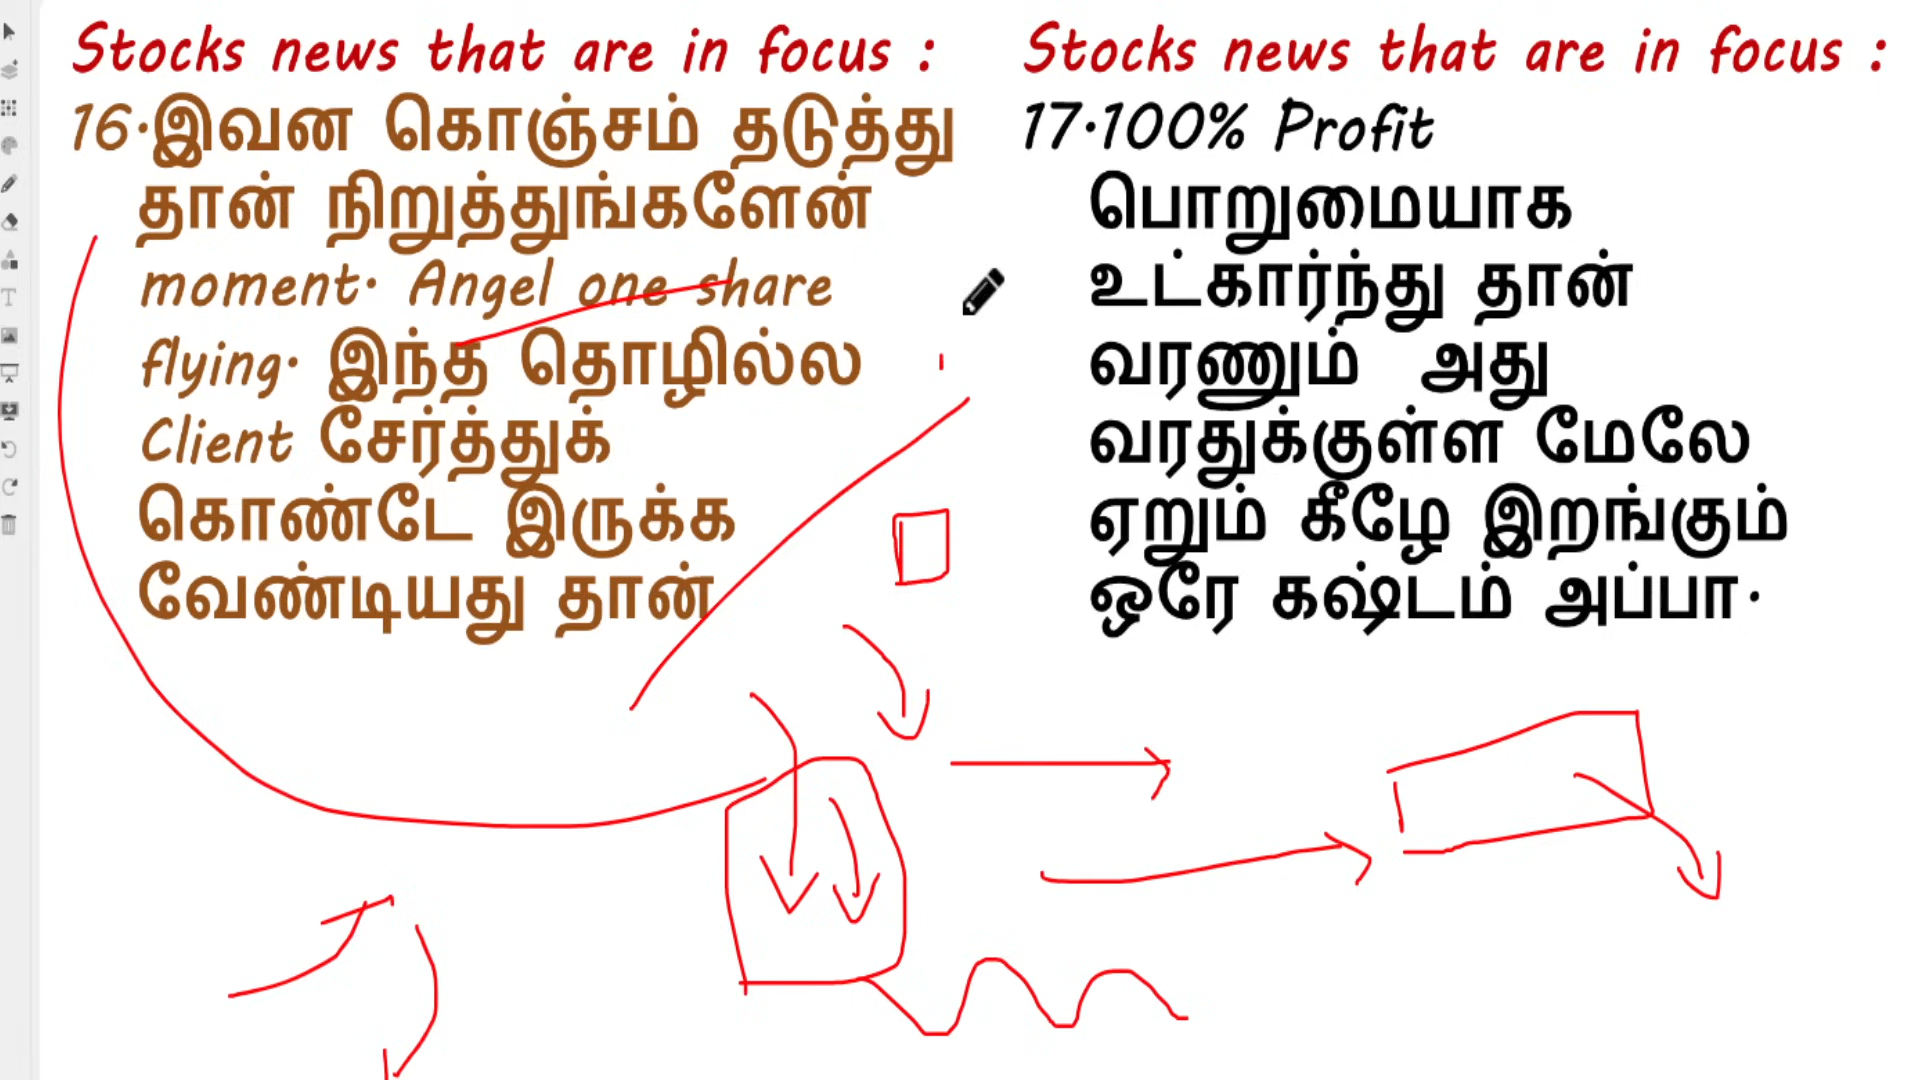 Stocks news that are in focus :
16.இவன கொஞ்சம் தடுத்து
தான் நிறுத்துங்களேன்
moment. Angel one share
flying. இந்த தொழில்ல
Client சேர்த்துக்
கொண்டே இருக்க
வேண்டியது தான்
Stocks news that are in focus :
17.100% Profit
பொறுமையாக
உட்கார்ந்து தான்
வரணும் அது
வரதுக்குள்ள மேலே
ஏறும் கீழே இறங்கும்
ஒரே கஷ்டம் அப்பா.